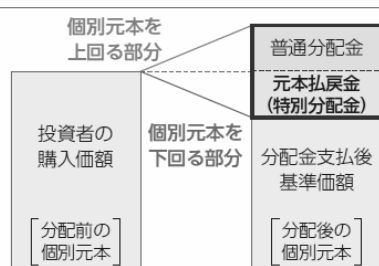 個別元本を
上回る部分
普通分配金
元本払戻金
(特別分配金)
投資者の
購入価額
個別元本を
下回る部分
分配金支払後
基準価額
分配前の
個別元本
分配後の
個別元本